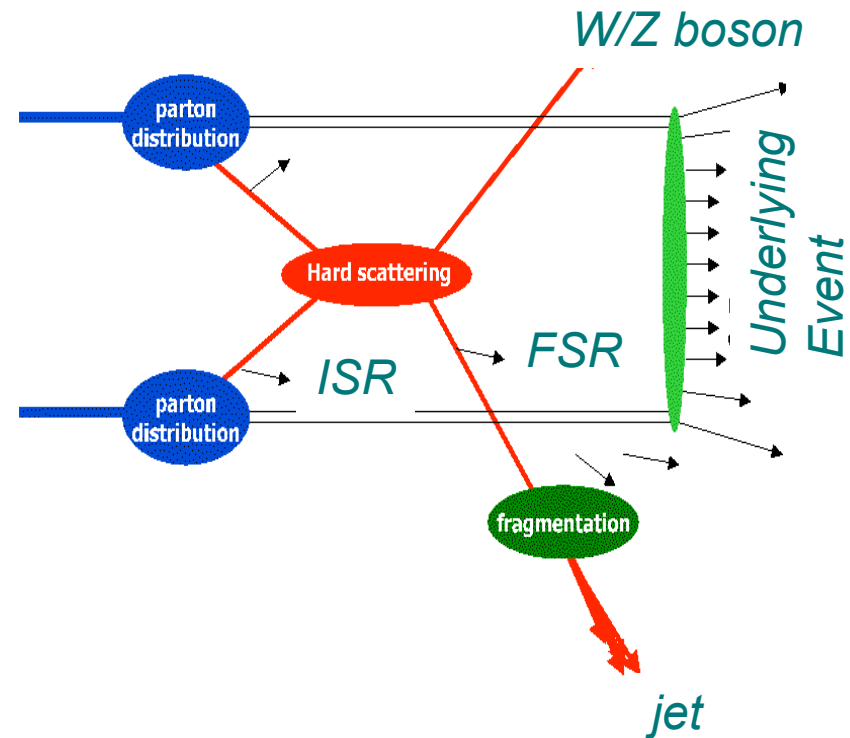 W/Z boson
parton
distribution
Underlying
Event
Hard scattering
FSR
ISR
parton
distribution
fragmentation
jet